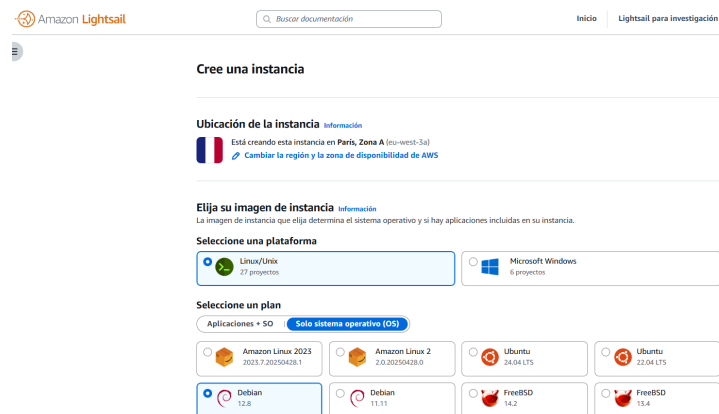 Amazon Lightsail
Buscar documentación
Inicio
Lightsail para investigación
Cree una instancia
Ubicación de la instancia Información
Está creando esta instancia en París, Zona A (eu-west-3a)
Cambiar la región y la zona de disponibilidad de AWS
Elija su imagen de instancia Información
La imagen de instancia que elija determina el sistema operativo y si hay aplicaciones incluidas en su instancia.
Seleccione una plataforma
Linux/Unix
27 proyectos
Microsoft Windows
6 proyectos
Seleccione un plan
Aplicaciones + SO
Solo sistema operativo (OS)
Amazon Linux 2023
2023.7.20250428.1
Amazon Linux 2
2.0.20250428.0
Ubuntu
24.04 LTS
Ubuntu
22.04 LTS
Debian
12.8
Debian
11.11
FreeBSD
14.2
FreeBSD
13.4